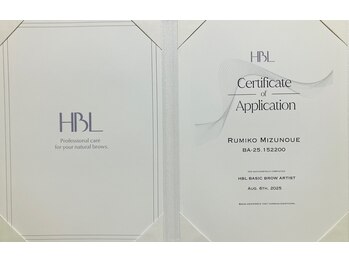 HBL
Professional care
for your natural brows.
HBL
Certificate
of
Application
RUMIKO MIZUNOUE
BA-25.152200
HBL BASIC BROW ARTIST
AUG. 6TH, 2025